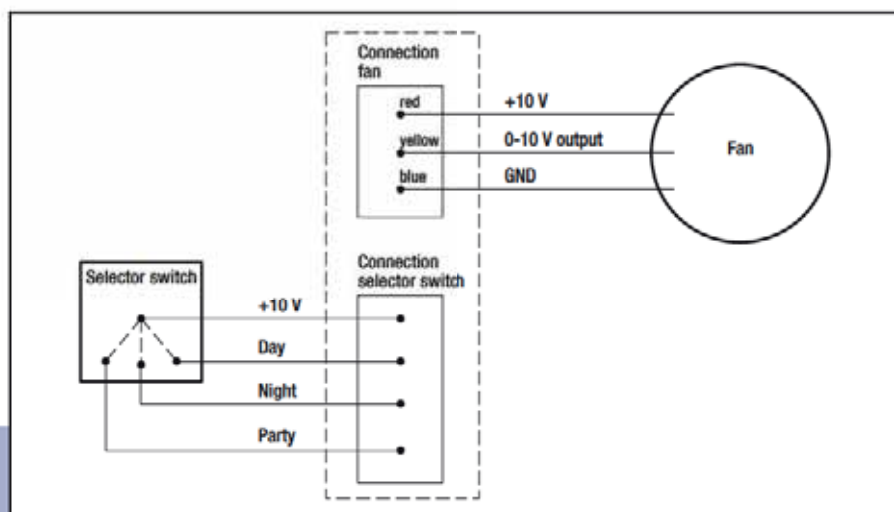 Connection
fan
red
+10 V
yellow
0-10 V output
Fan
blue
GND
Connection
selector switch
Selector switch
+10 V
Day
Night
Party